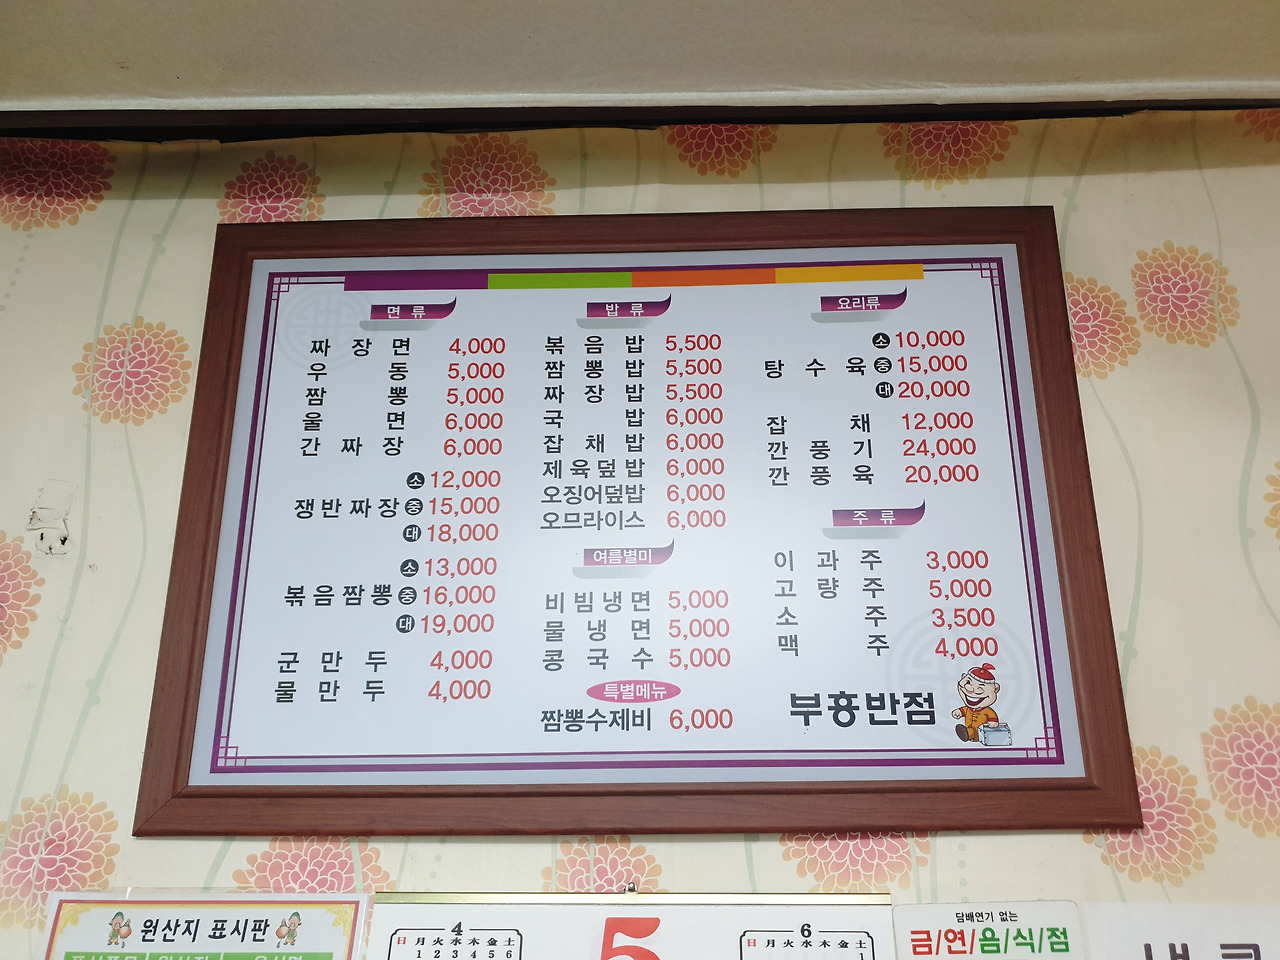 면 류
짜 장 면 4,000
우 동 5,000
짬 뽕 5,000
울 면 6,000
간 짜 장 6,000
소 12,000
쟁반짜장 중 15,000
대 18,000
소 13,000
볶음짬뽕 중 16,000
대 19,000
군 만 두 4,000
물 만 두 4,000
밥 류
볶 음 밥 5,500
짬 뽕 밥 5,500
짜 장 밥 5,500
국 밥 6,000
잡 채 밥 6,000
제육덮밥 6,000
오징어덮밥 6,000
오므라이스 6,000
여름별미
비빔냉면 5,000
물 냉 면 5,000
콩 국 수 5,000
특별메뉴
짬뽕수제비 6,000
요리류
소 10,000
탕 수 육 중 15,000
대 20,000
잡 채 12,000
깐 풍 기 24,000
깐 풍 육 20,000
주 류
이 과 주 3,000
고 량 주 5,000
소 주 3,500
맥 주 4,000
부흥반점
원산지 표시판
4
日 月 火 水 木 金 土
1 2 3 4 5 6
5
6
日 月 火 水 木 金 土
1
담배연기 없는
금/연/음/식/점